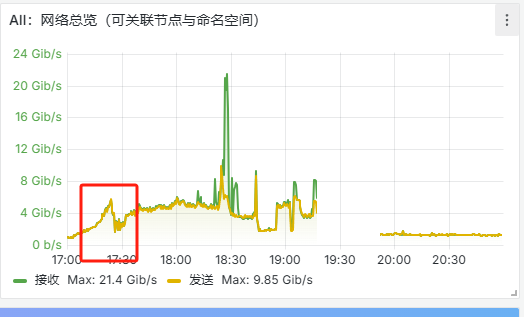 All：网络总览（可关联节点与命名空间）
24 Gib/s
20 Gib/s
16 Gib/s
12 Gib/s
8 Gib/s
4 Gib/s
0 b/s
17:00 17:30 18:00 18:30 19:00 19:30 20:00 20:30
接收 Max: 21.4 Gib/s 发送 Max: 9.85 Gib/s